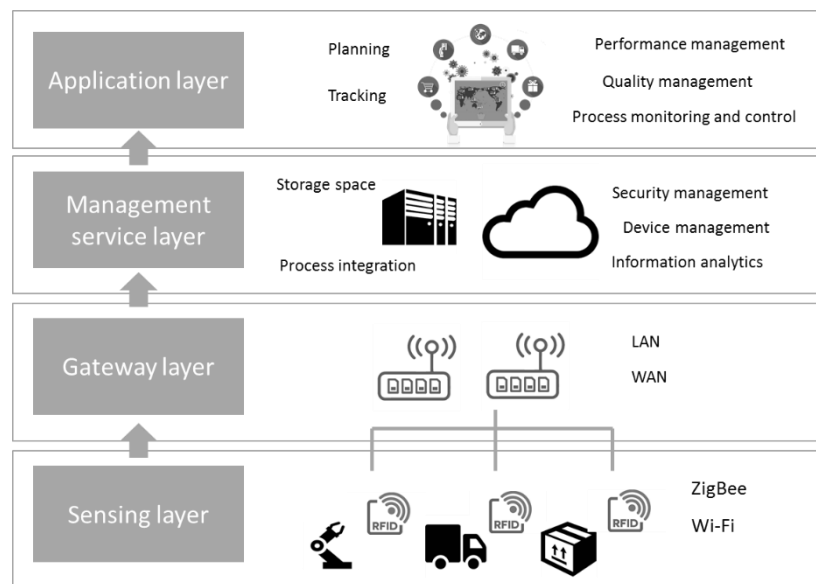 Application layer
Planning
Tracking
Performance management
Quality management
Process monitoring and control
Management
service layer
Storage space
Process integration
Security management
Device management
Information analytics
Gateway layer
LAN
WAN
Sensing layer
RFID
RFID
RFID
ZigBee
Wi-Fi